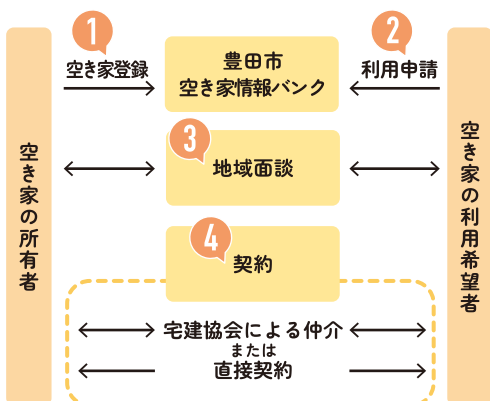 1
空き家登録
豊田市
空き家情報バンク
2
利用申請
3
地域面談
空き家の所有者
空き家の利用希望者
4
契約
宅建協会による仲介
または
直接契約